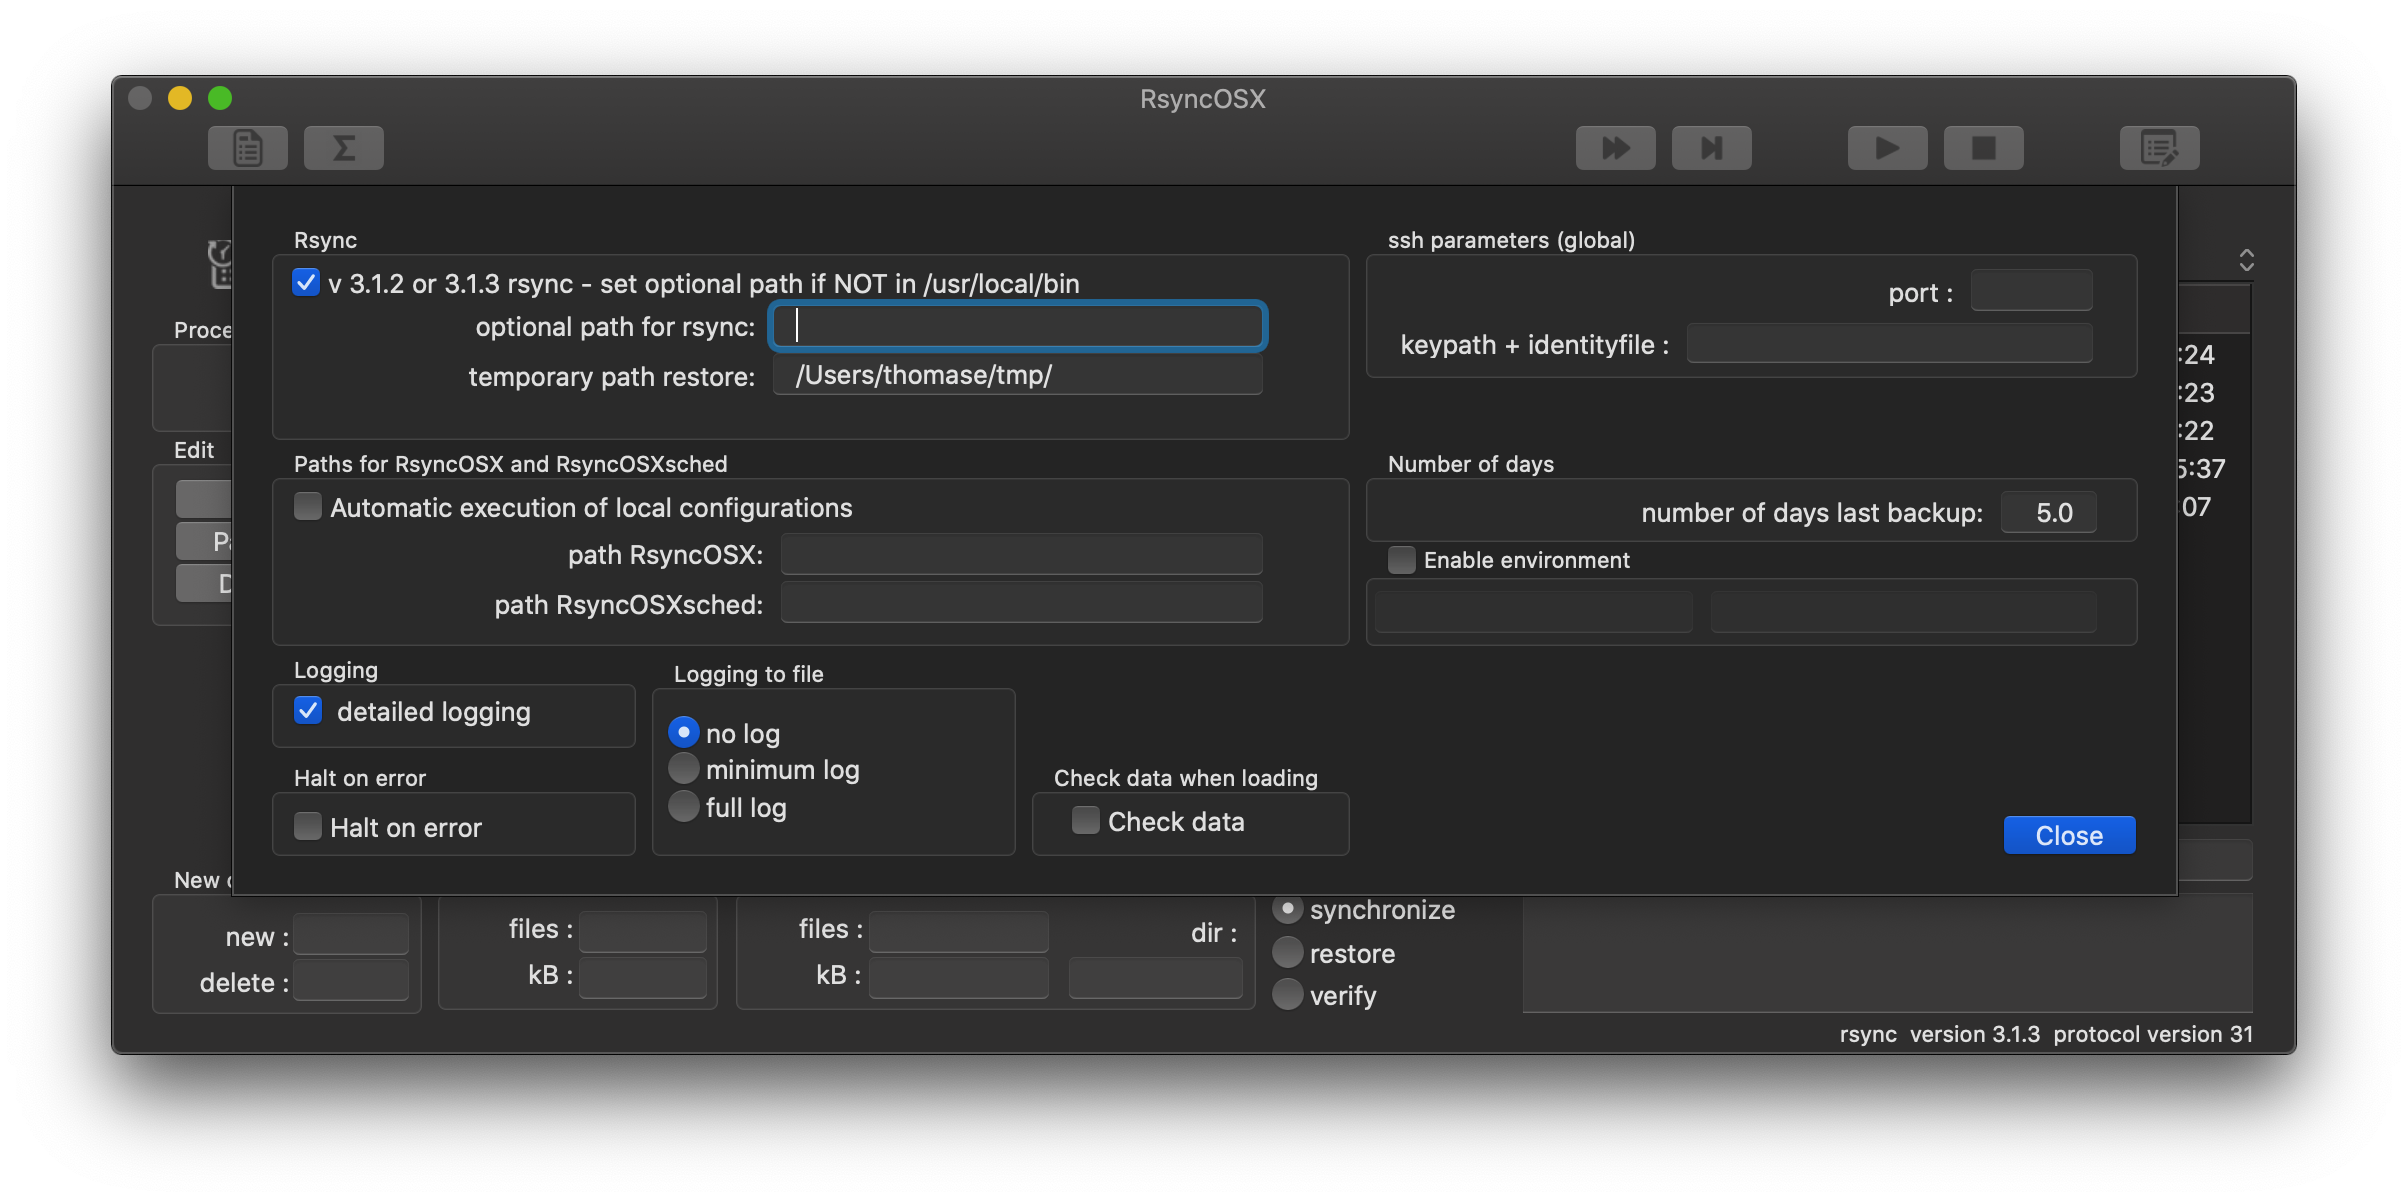 RsyncOSX
Rsync
v 3.1.2 or 3.1.3 rsync - set optional path if NOT in /usr/local/bin
optional path for rsync:
temporary path restore: /Users/thomase/tmp/
ssh parameters (global)
port :
keypath + identityfile :
Paths for RsyncOSX and RsyncOSXsched
Automatic execution of local configurations
path RsyncOSX:
path RsyncOSXsched:
Number of days
number of days last backup: 5.0
Enable environment
Logging
detailed logging
Logging to file
no log
minimum log
full log
Halt on error
Halt on error
Check data when loading
Check data
Close
Edit
:24
:23
:22
5:37
:07
New
new :
delete :
files :
kB :
files :
kB :
dir :
synchronize
restore
verify
rsync version 3.1.3 protocol version 31